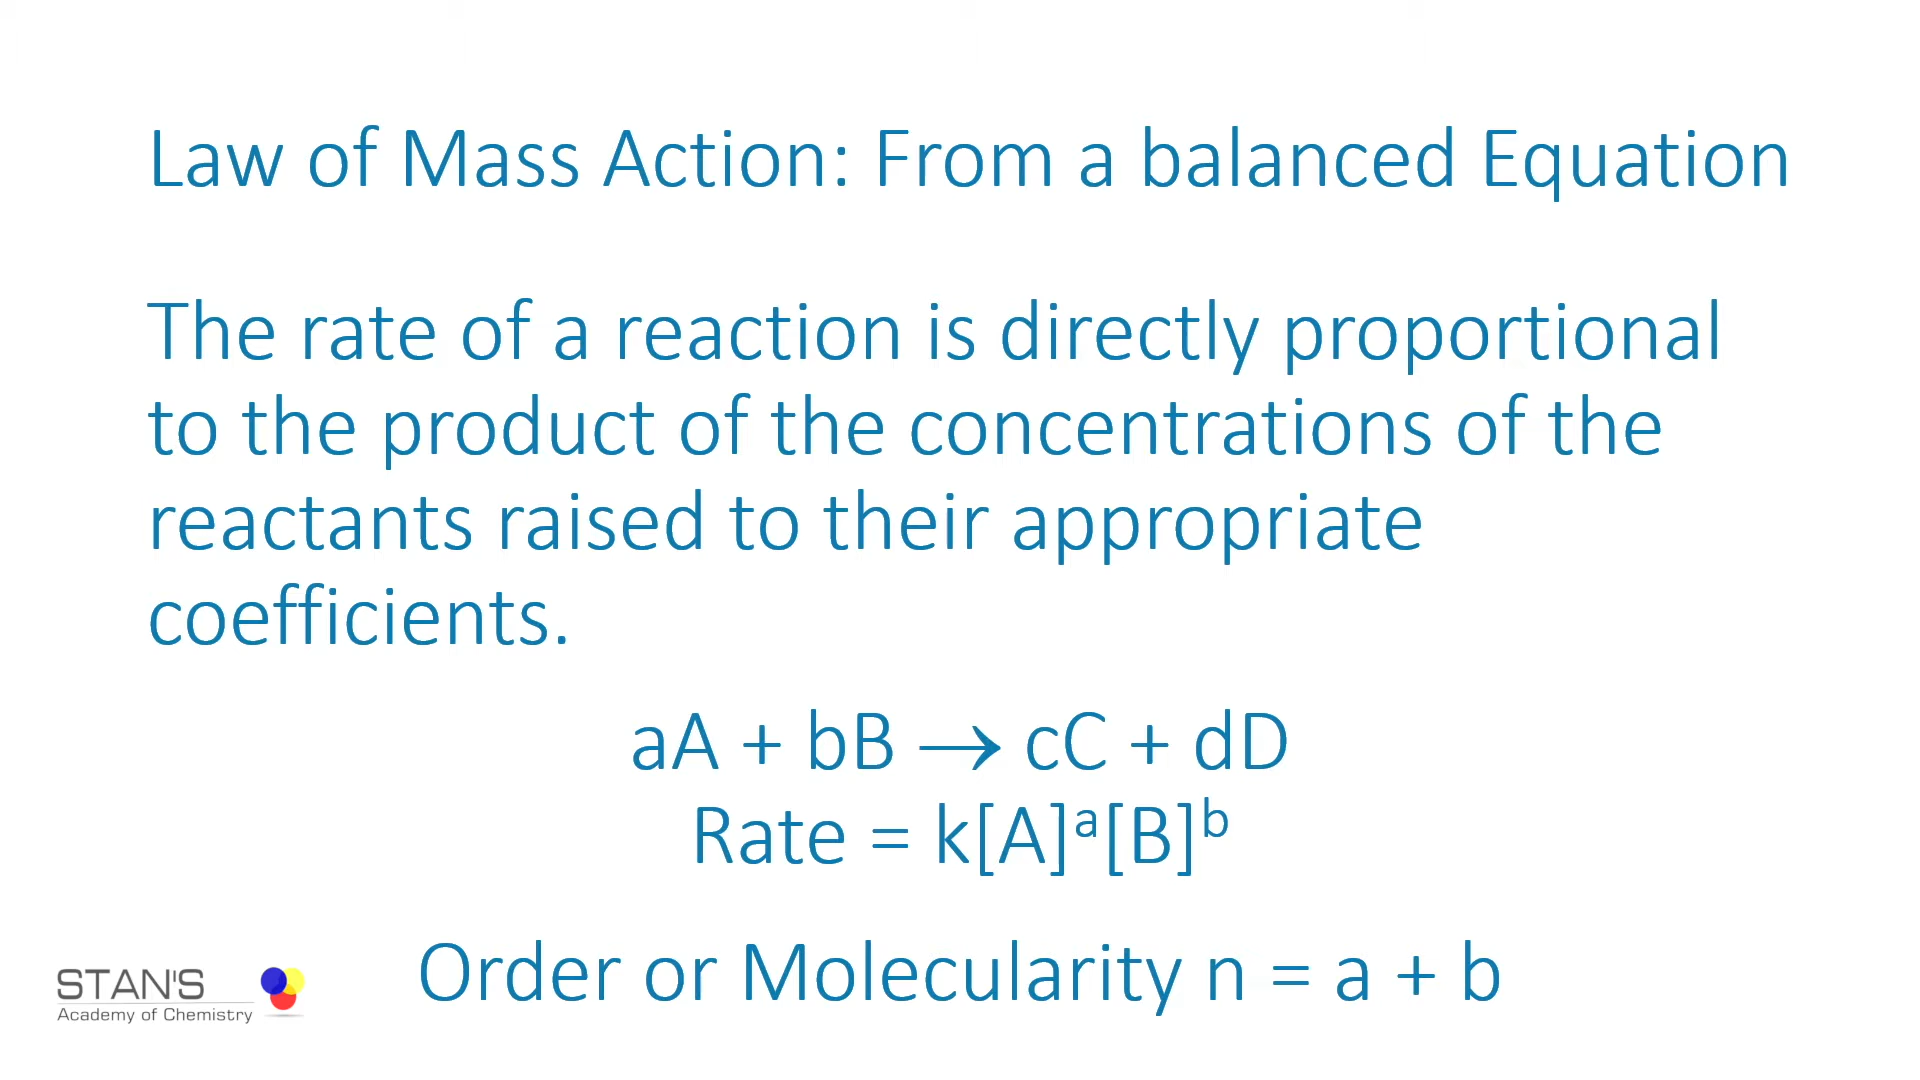 Law of Mass Action: From a balanced Equation
The rate of a reaction is directly proportional
to the product of the concentrations of the
reactants raised to their appropriate
coefficients.
aA + bB → cC + dD
Rate = k[A]ᵃ[B]ᵇ
Order or Molecularity n = a + b
STAN'S
Academy of Chemistry